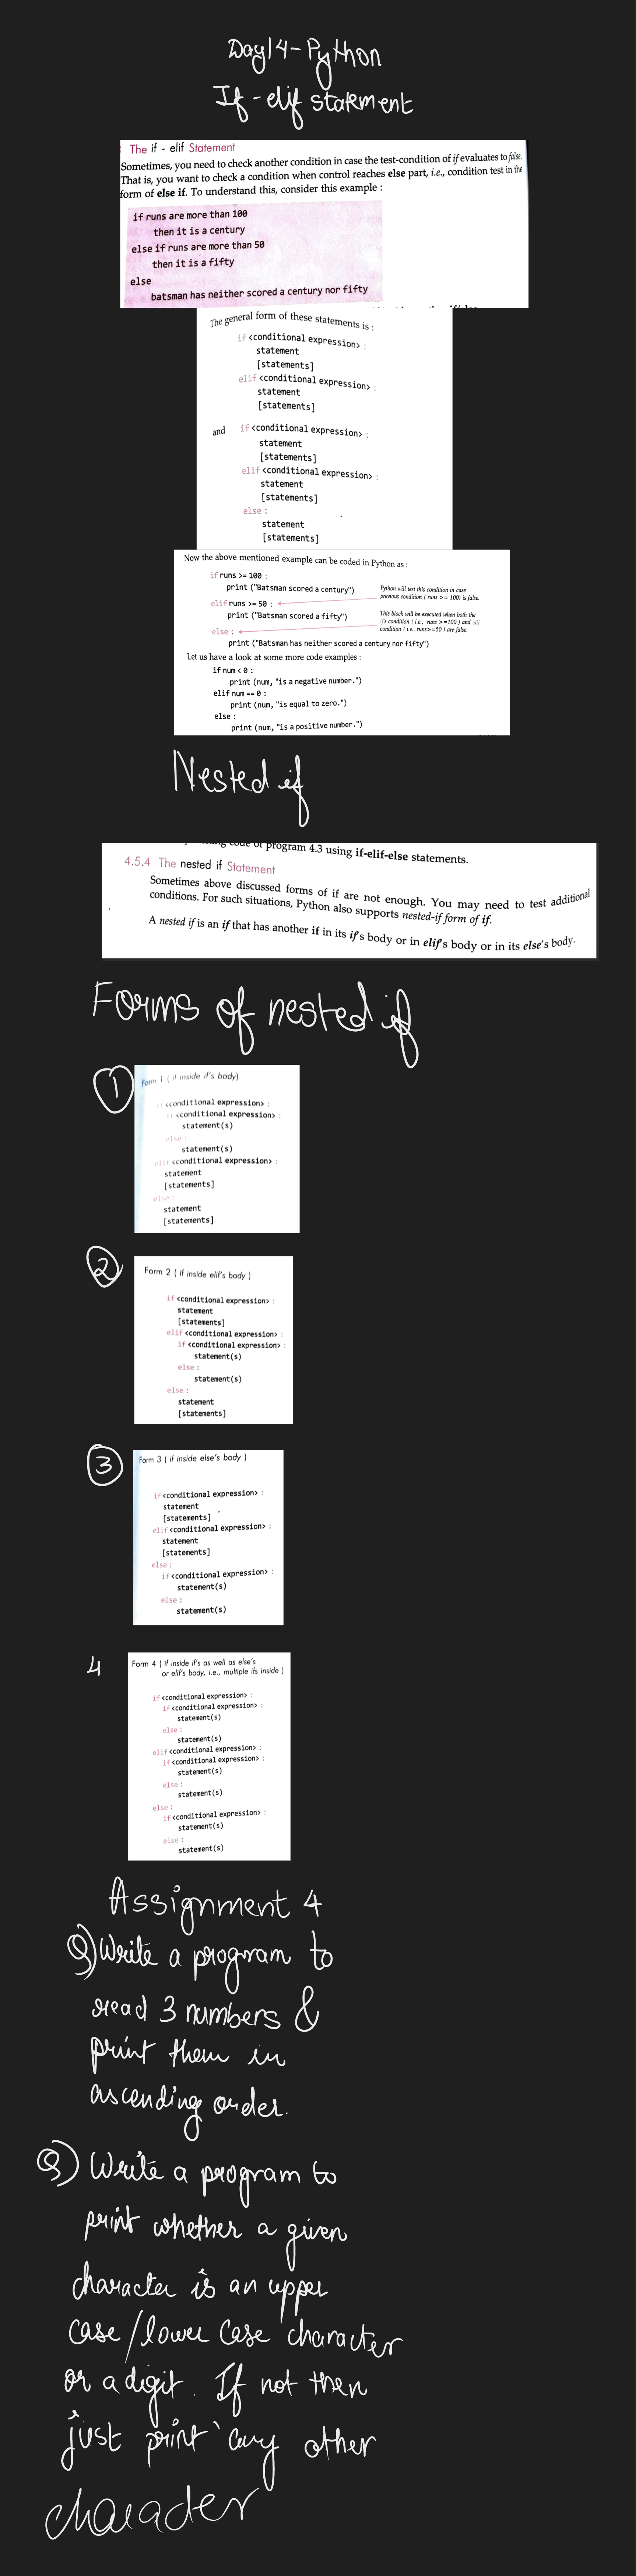 Day14-Python
If-elif statement
The if - elif Statement
Sometimes, you need to check another condition in case the test-condition of if evaluates to false.
That is, you want to check a condition when control reaches else part, i.e., condition test in the
form of else if. To understand this, consider this example :
if runs are more than 100
then it is a century
else if runs are more than 50
then it is a fifty
else
batsman has neither scored a century nor fifty
The general form of these statements is :
if <conditional expression> :
statement
[statements]
elif <conditional expression> :
statement
[statements]
and if <conditional expression> :
statement
[statements]
elif <conditional expression> :
statement
[statements]
else :
statement
[statements]
Now the above mentioned example can be coded in Python as :
if runs >= 100 :
print ("Batsman scored a century")
Python will test this condition in case
previous condition ( runs >= 100) is false.
elif runs >= 50 :
print ("Batsman scored a fifty")
This block will be executed when both the
if's condition ( i.e., runs >=100 ) and elif
condition ( i.e., runs>=50 ) are false.
else :
print ("Batsman has neither scored a century nor fifty")
Let us have a look at some more code examples :
if num < 0 :
print (num, "is a negative number.")
elif num == 0 :
print (num, "is equal to zero.")
else :
print (num, "is a positive number.")
Nested if
code of program 4.3 using if-elif-else statements.
4.5.4 The nested if Statement
Sometimes above discussed forms of if are not enough. You may need to test additional
conditions. For such situations, Python also supports nested-if form of if.
A nested if is an if that has another if in its if's body or in elif's body or in its else's body.
Forms of nested if
1
Form 1 ( if inside if's body)
if <conditional expression> :
if <conditional expression> :
statement(s)
else :
statement(s)
elif <conditional expression> :
statement
[statements]
else :
statement
[statements]
2
Form 2 ( if inside elif's body )
if <conditional expression> :
statement
[statements]
elif <conditional expression> :
if <conditional expression> :
statement(s)
else :
statement(s)
else :
statement
[statements]
3
Form 3 ( if inside else's body )
if <conditional expression> :
statement
[statements]
elif <conditional expression> :
statement
[statements]
else :
if <conditional expression> :
statement(s)
else :
statement(s)
4
Form 4 ( if inside if's as well as else's
or elif's body, i.e., multiple ifs inside )
if <conditional expression> :
if <conditional expression> :
statement(s)
else :
statement(s)
elif <conditional expression> :
if <conditional expression> :
statement(s)
else :
statement(s)
else :
if <conditional expression> :
statement(s)
else :
statement(s)
Assignment 4
Q) Write a program to
read 3 numbers &
print them in
ascending order.
Q) Write a program to
print whether a given
character is an upper
case/lower case character
or a digit. If not then
just print any other
character